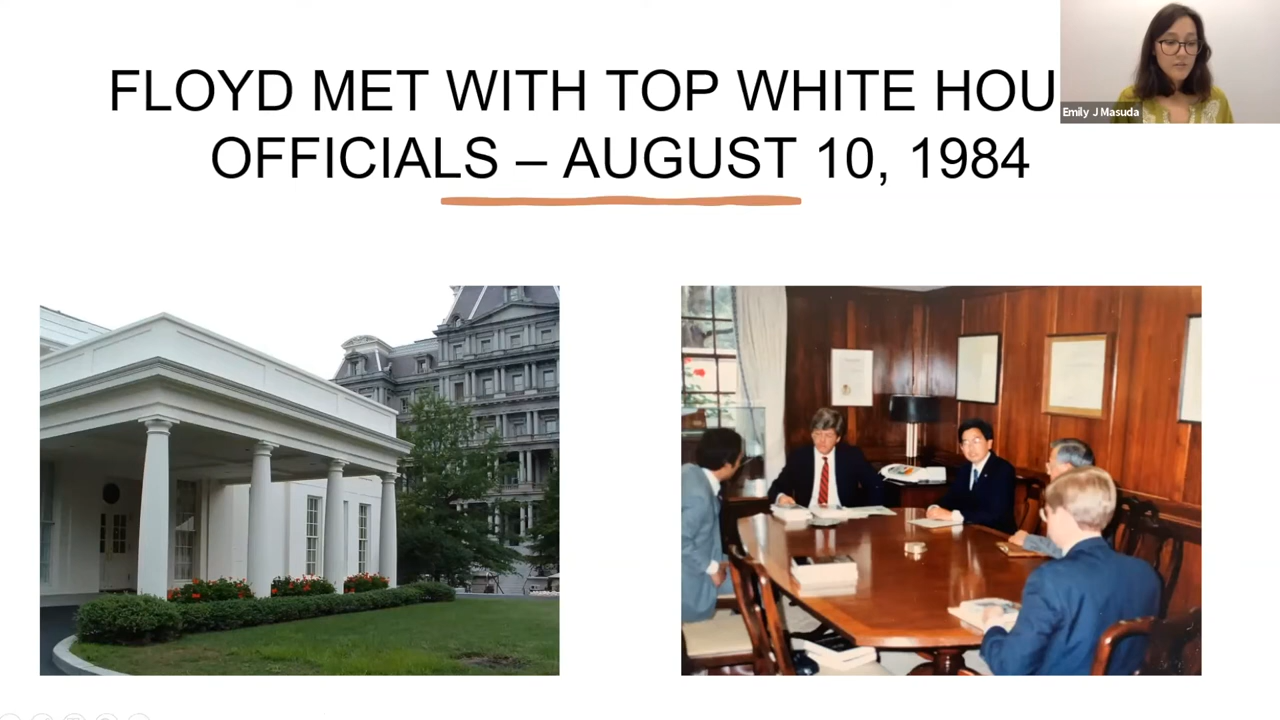 FLOYD MET WITH TOP WHITE HOU
OFFICIALS – AUGUST 10, 1984
Emily J Masuda